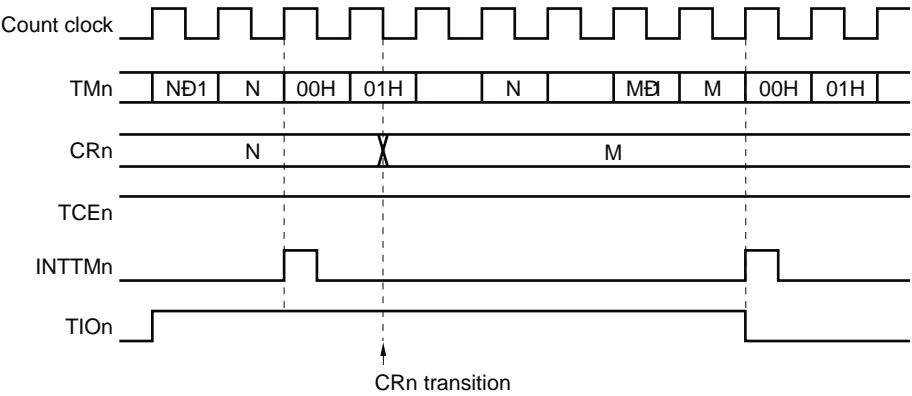 Count clock
TMn NÐ1 N 00H 01H N MÐ1 M 00H 01H
CRn N M
TCEn
INTTMn
TIOn
CRn transition